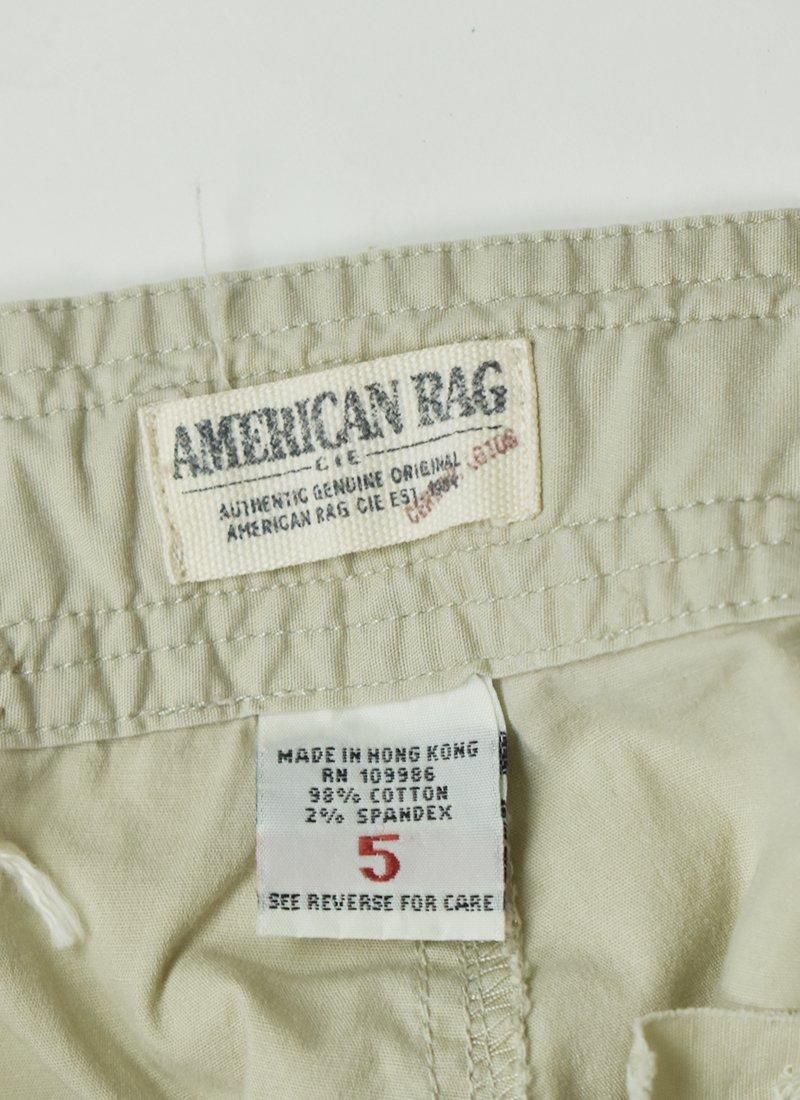 AMERICAN RAG
CIE
AUTHENTIC GENUINE ORIGINAL
AMERICAN RAG CIE EST. 1984
MADE IN HONG KONG
RN 109986
98% COTTON
2% SPANDEX
5
SEE REVERSE FOR CARE